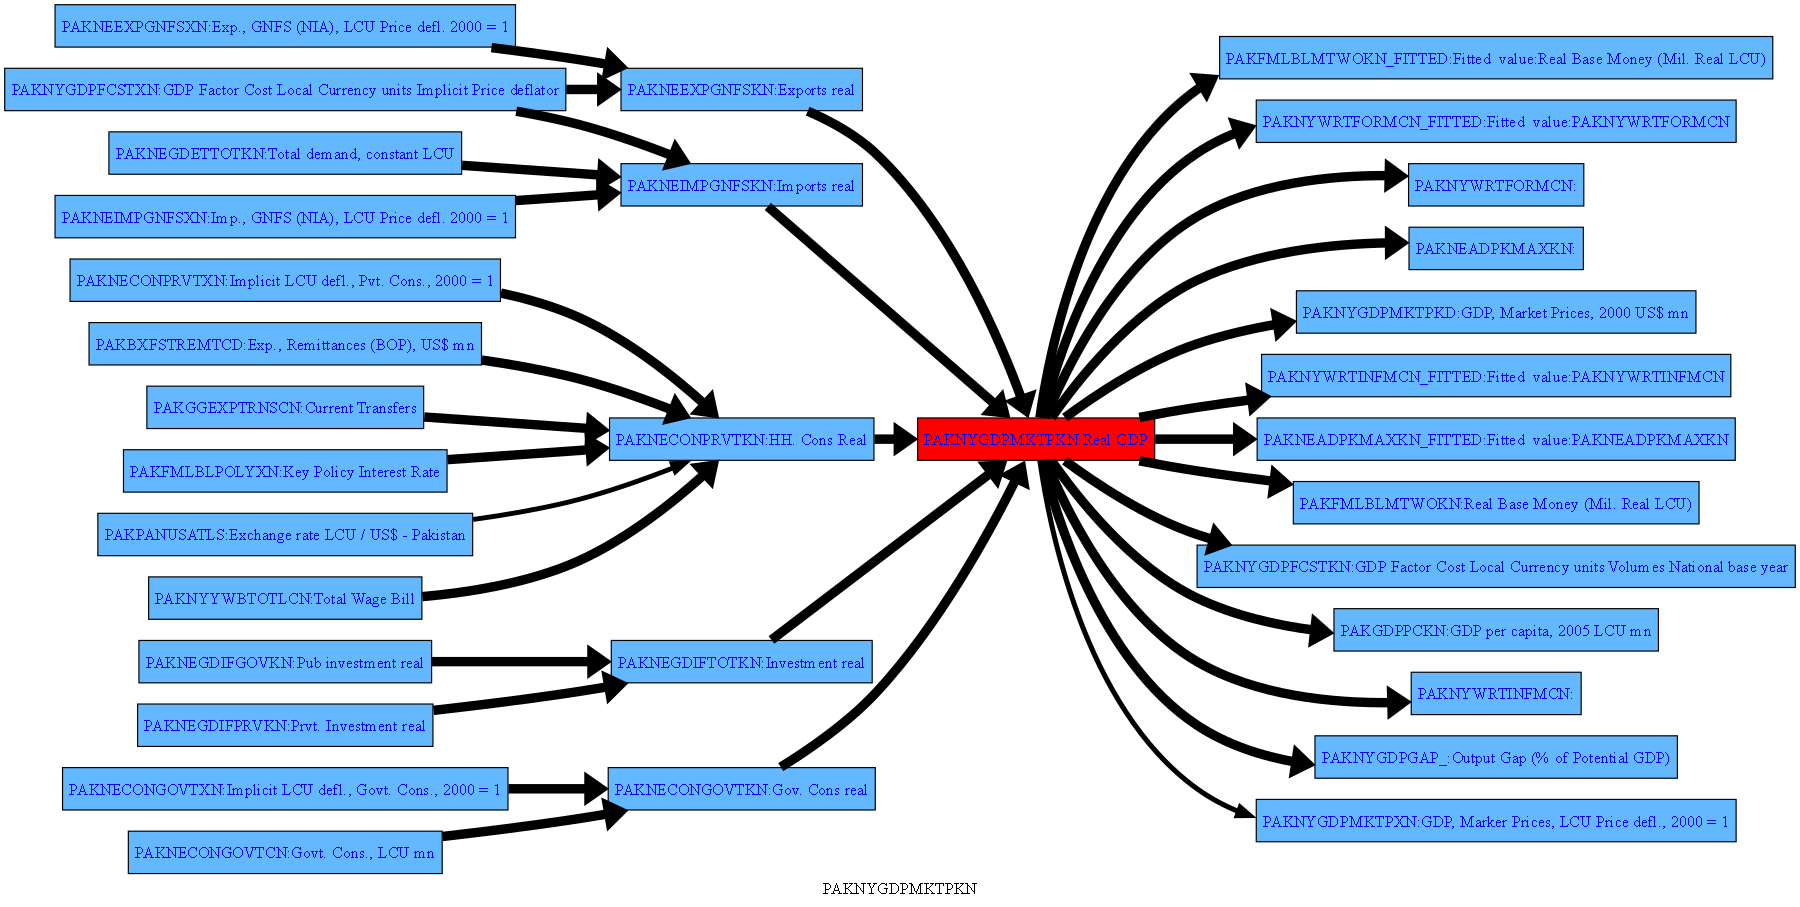 PAKNEEXPGNFSXN:Exp., GNFS (NIA), LCU Price defl. 2000 = 1
PAKNYGDPFCSTXN:GDP Factor Cost Local Currency units Implicit Price deflator
PAKNEGDETTOTKN:Total demand, constant LCU
PAKNEIMPGNFSXN:Imp., GNFS (NIA), LCU Price defl. 2000 = 1
PAKNECONPRVTXN:Implicit LCU defl., Pvt. Cons., 2000 = 1
PAKBXFSTREMTCD:Exp., Remittances (BOP), US$ mn
PAKGGEXPTRNSCN:Current Transfers
PAKFMLBLPOLYXN:Key Policy Interest Rate
PAKPANUSATLS:Exchange rate LCU / US$ - Pakistan
PAKNYYWBTOTLCN:Total Wage Bill
PAKNEGDIFGOVKN:Pub investment real
PAKNEGDIFPRVKN:Prvt. Investment real
PAKNECONGOVTXN:Implicit LCU defl., Govt. Cons., 2000 = 1
PAKNECONGOVTCN:Govt. Cons., LCU mn
PAKNEEXPGNFSKN:Exports real
PAKNEIMPGNFSKN:Imports real
PAKNECONPRVTKN:HH. Cons Real
PAKNEGDIFTOTKN:Investment real
PAKNECONGOVTKN:Gov. Cons real
PAKNYGDPMKTPKN:Real GDP
PAKFMLBLMTWOKN_FITTED:Fitted value:Real Base Money (Mil. Real LCU)
PAKNYWRTFORMCN_FITTED:Fitted value:PAKNYWRTFORMCN
PAKNYWRTFORMCN:
PAKNEADPKMAXKN:
PAKNYGDPMKTPKD:GDP, Market Prices, 2000 US$ mn
PAKNYWRTINFMCN_FITTED:Fitted value:PAKNYWRTINFMCN
PAKNEADPKMAXKN_FITTED:Fitted value:PAKNEADPKMAXKN
PAKFMLBLMTWOKN:Real Base Money (Mil. Real LCU)
PAKNYGDPFCSTKN:GDP Factor Cost Local Currency units Volumes National base year
PAKGDPPCKN:GDP per capita, 2005 LCU mn
PAKNYWRTINFMCN:
PAKNYGDPGAP_:Output Gap (% of Potential GDP)
PAKNYGDPMKTPXN:GDP, Marker Prices, LCU Price defl., 2000 = 1
PAKNYGDPMKTPKN